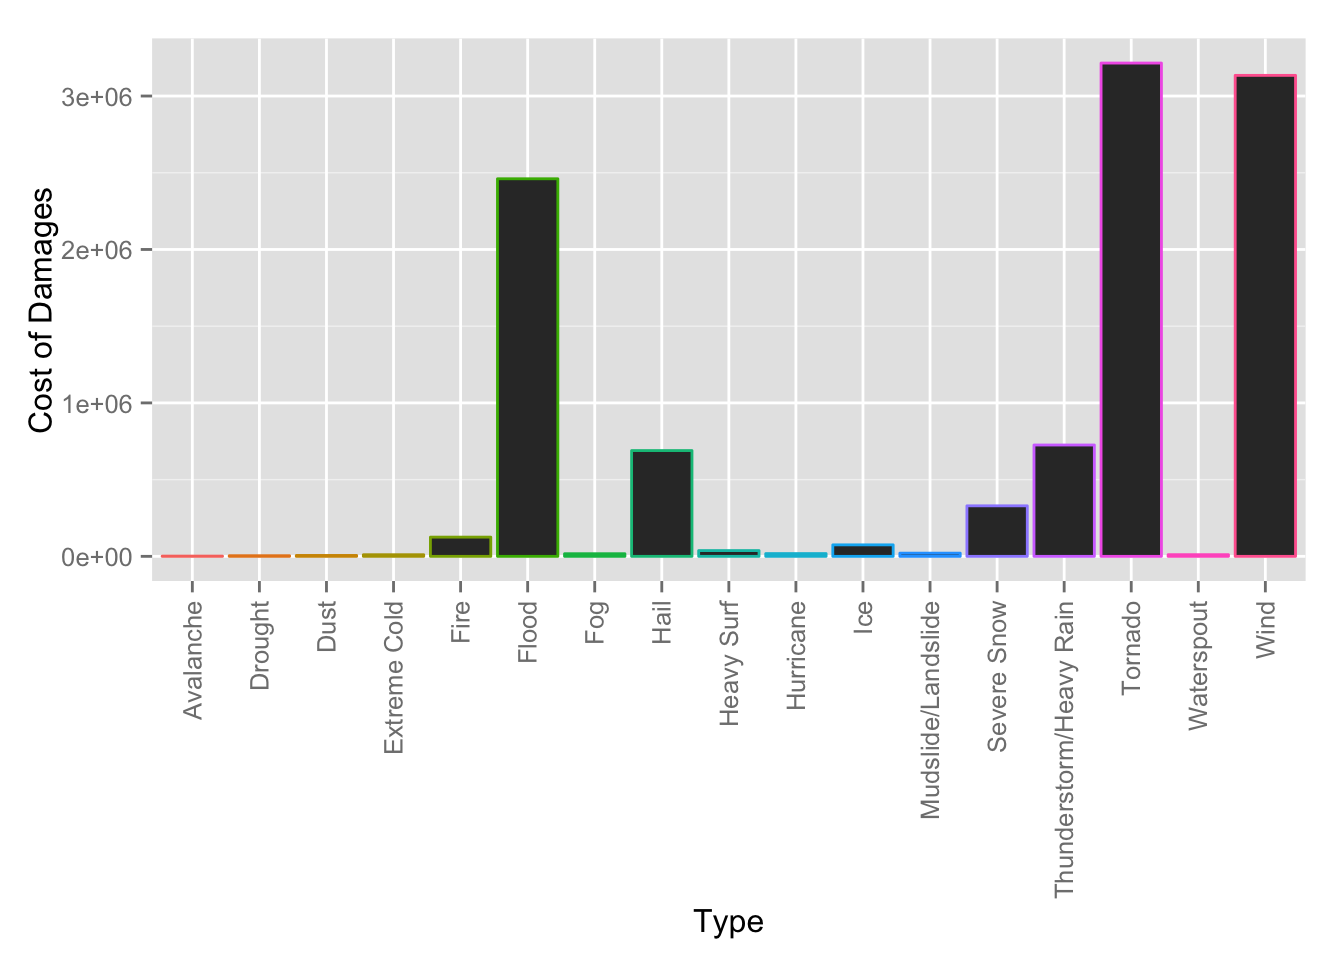 Cost of Damages
3e+06
2e+06
1e+06
0e+00
Avalanche
Drought
Dust
Extreme Cold
Fire
Flood
Fog
Hail
Heavy Surf
Hurricane
Ice
Mudslide/Landslide
Severe Snow
Thunderstorm/Heavy Rain
Tornado
Waterspout
Wind
Type